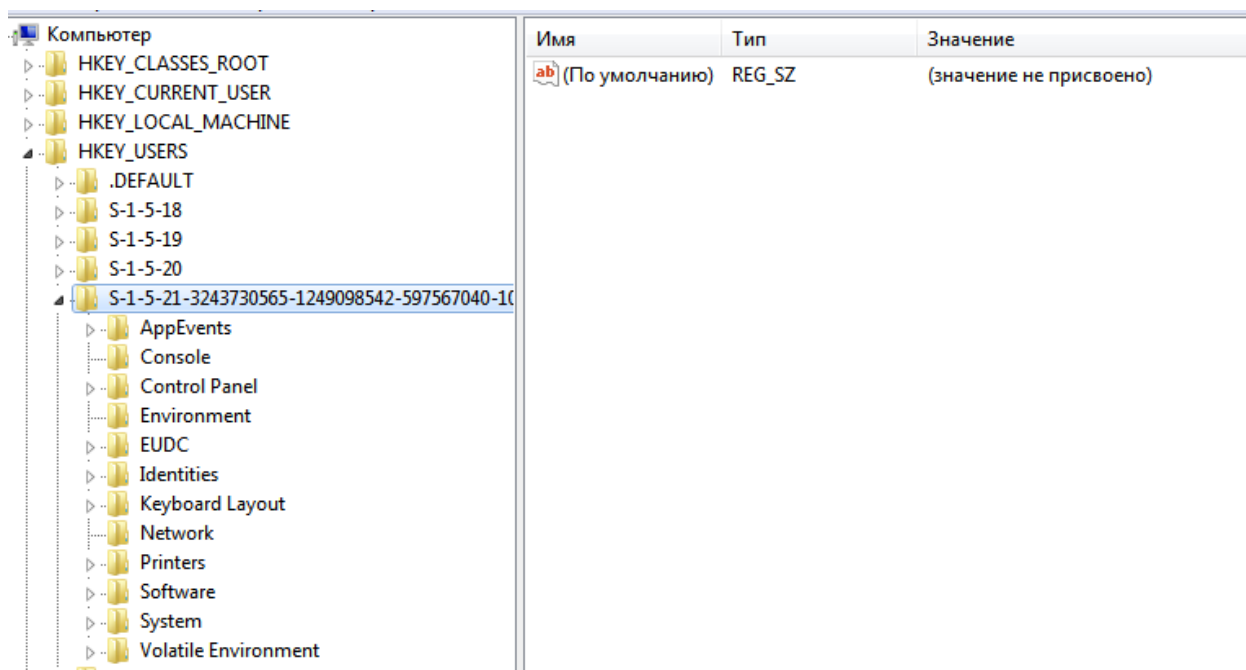 Компьютер
HKEY_CLASSES_ROOT
HKEY_CURRENT_USER
HKEY_LOCAL_MACHINE
HKEY_USERS
.DEFAULT
S-1-5-18
S-1-5-19
S-1-5-20
S-1-5-21-3243730565-1249098542-597567040-10
AppEvents
Console
Control Panel
Environment
EUDC
Identities
Keyboard Layout
Network
Printers
Software
System
Volatile Environment
Имя Тип Значение
ab (По умолчанию) REG_SZ (значение не присвоено)